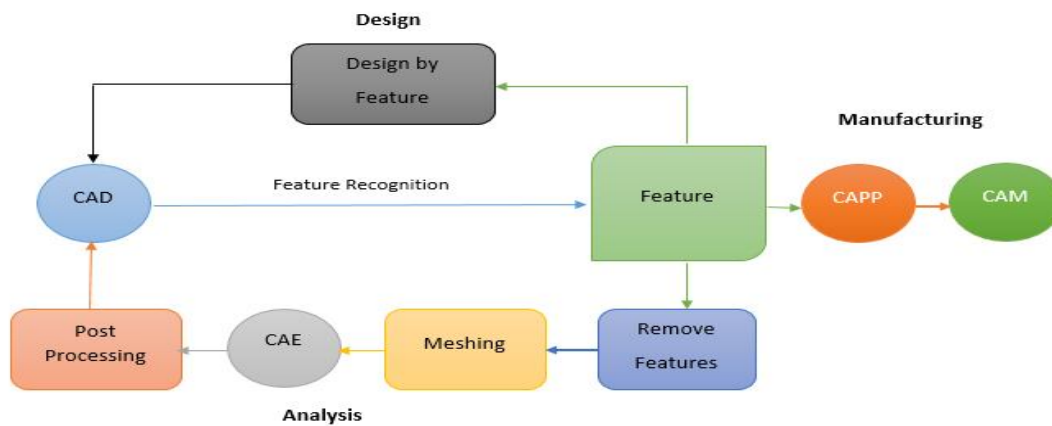 Design
Design by
Feature
Manufacturing
CAD
Feature Recognition
Feature
CAPP
CAM
Post
Processing
CAE
Meshing
Remove
Features
Analysis